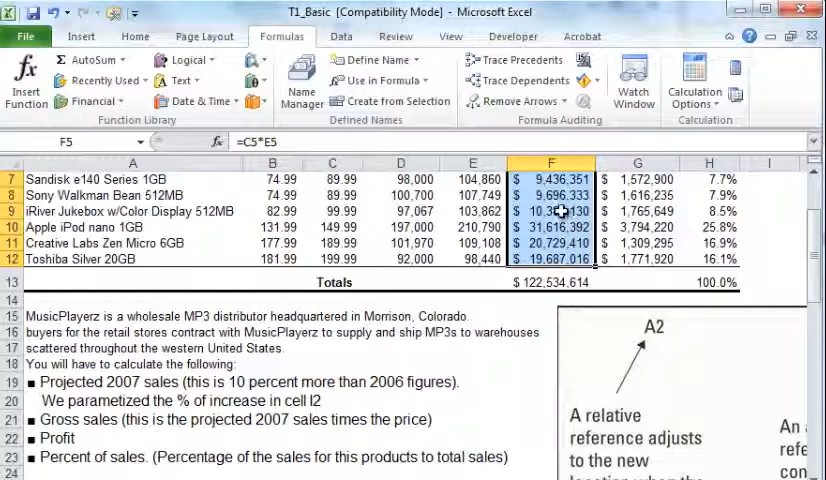 T1_Basic [Compatibility Mode] - Microsoft Excel
File Insert Home Page Layout Formulas Data Review View Developer Acrobat
fx Insert Function
Σ AutoSum
Recently Used
Financial
Logical
Text
Date & Time
Function Library
Name Manager
Define Name
Use in Formula
Create from Selection
Defined Names
Trace Precedents
Trace Dependents
Remove Arrows
Formula Auditing
Watch Window
Calculation Options
Calculation
F5 fx =C5*E5
A B C D E F G H I
7 Sandisk e140 Series 1GB 74.99 89.99 98,000 104,860 $ 9,436,351 $ 1,572,900 7.7%
8 Sony Walkman Bean 512MB 74.99 89.99 100,700 107,749 $ 9,696,333 $ 1,616,235 7.9%
9 iRiver Jukebox w/Color Display 512MB 82.99 99.99 97,067 103,862 $ $ 1,765,649 8.5%
10 Apple iPod nano 1GB 131.99 149.99 197,000 210,790 $ 31,616,392 $ 3,794,220 25.8%
11 Creative Labs Zen Micro 6GB 177.99 189.99 101,970 109,108 $ 20,729,410 $ 1,309,295 16.9%
12 Toshiba Silver 20GB 181.99 199.99 92,000 98,440 $ 19,687,016 $ 1,771,920 16.1%
13 Totals $ 122,534,614 100.0%
14
15 MusicPlayerz is a wholesale MP3 distributor headquartered in Morrison, Colorado.
16 buyers for the retail stores contract with MusicPlayerz to supply and ship MP3s to warehouses
17 scattered throughout the western United States.
18 You will have to calculate the following:
19 ■ Projected 2007 sales (this is 10 percent more than 2006 figures).
20 We parametized the % of increase in cell I2
21 ■ Gross sales (this is the projected 2007 sales times the price)
22 ■ Profit
23 ■ Percent of sales. (Percentage of the sales for this products to total sales)
24
A2
A relative
reference adjusts
to the new
An